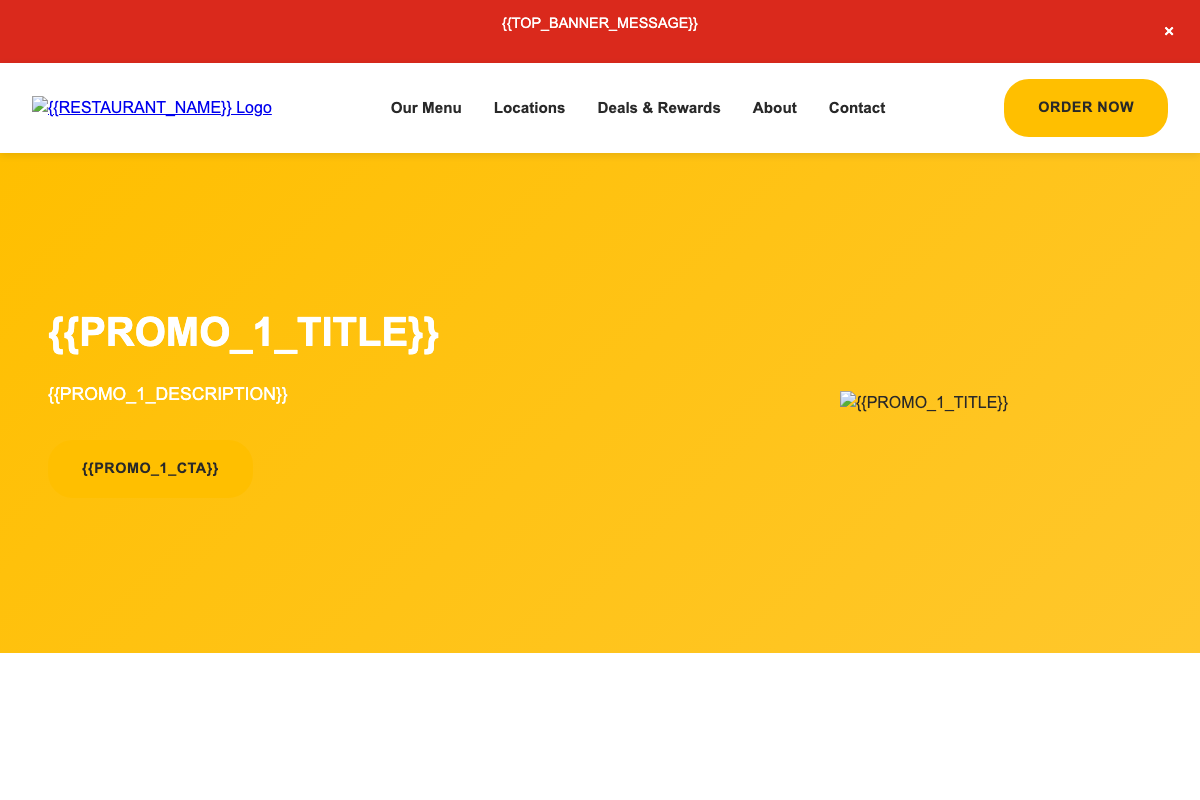 {{TOP_BANNER_MESSAGE}}
×
{{RESTAURANT_NAME}} Logo
Our Menu
Locations
Deals & Rewards
About
Contact
ORDER NOW
{{PROMO_1_TITLE}}
{{PROMO_1_DESCRIPTION}}
{{PROMO_1_CTA}}
{{PROMO_1_TITLE}}